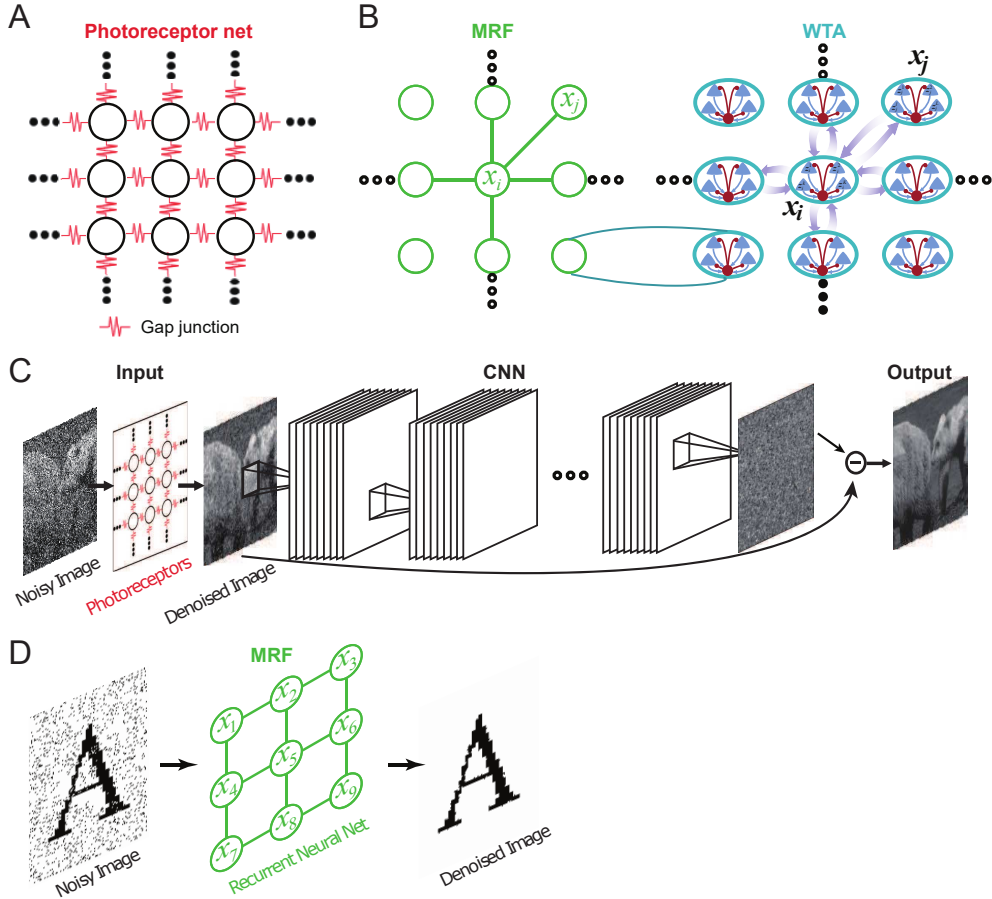 A
Photoreceptor net
Gap junction
B
MRF
WTA
x_j
x_i
x_j
x_i
C
Input
CNN
Output
Noisy Image
Photoreceptors
Denoised Image
D
MRF
x_1
x_2
x_3
x_4
x_5
x_6
x_7
x_8
x_9
Noisy Image
Recurrent Neural Net
Denoised Image
A
A